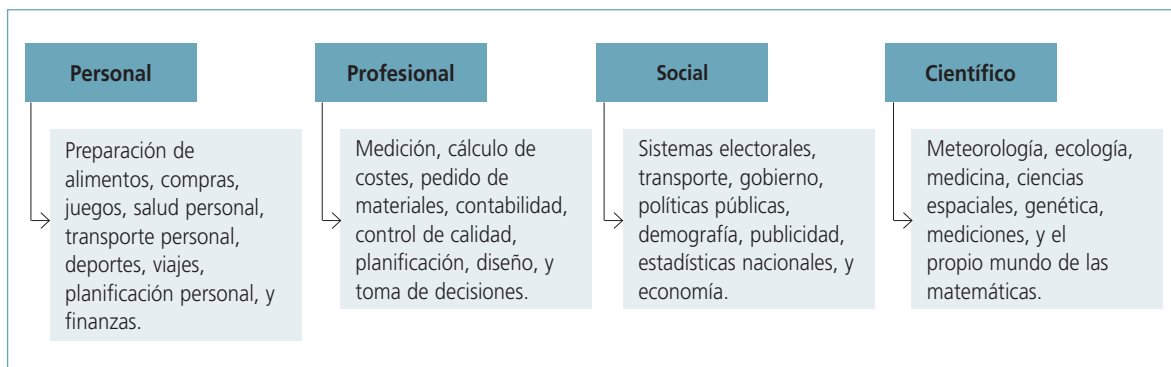 Personal
Preparación de
alimentos, compras,
juegos, salud personal,
transporte personal,
deportes, viajes,
planificación personal, y
finanzas.
Profesional
Medición, cálculo de
costes, pedido de
materiales, contabilidad,
control de calidad,
planificación, diseño, y
toma de decisiones.
Social
Sistemas electorales,
transporte, gobierno,
políticas públicas,
demografía, publicidad,
estadísticas nacionales, y
economía.
Científico
Meteorología, ecología,
medicina, ciencias
espaciales, genética,
mediciones, y el
propio mundo de las
matemáticas.